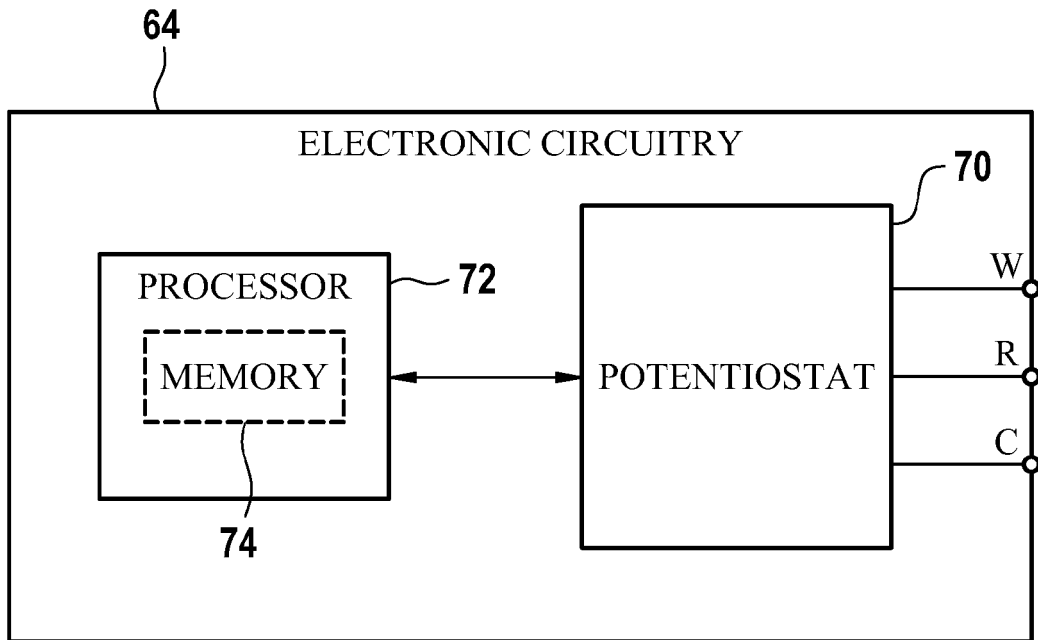 64
ELECTRONIC CIRCUITRY
70
PROCESSOR
72
W
MEMORY
POTENTIOSTAT
R
C
74